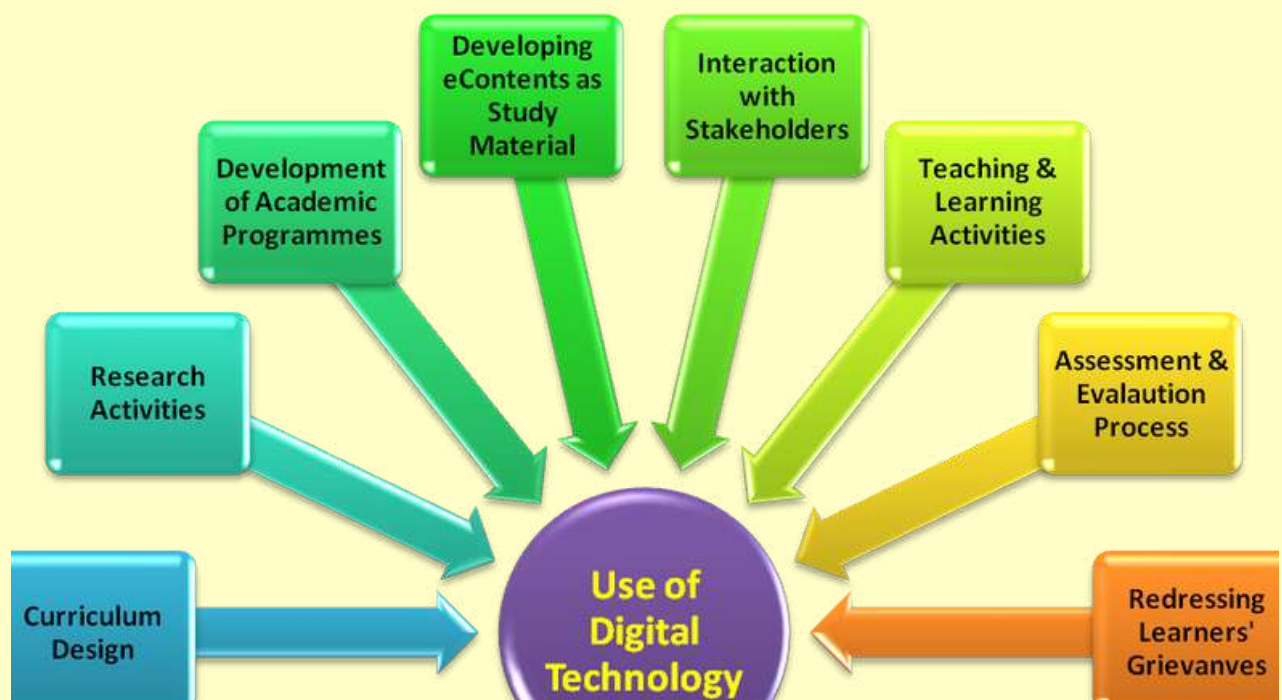 Developing
eContents as
Study
Material
Interaction
with
Stakeholders
Development
of Academic
Programmes
Teaching &
Learning
Activities
Research
Activities
Assessment &
Evalaution
Process
Curriculum
Design
Use of
Digital
Technology
Redressing
Learners'
Grievanves